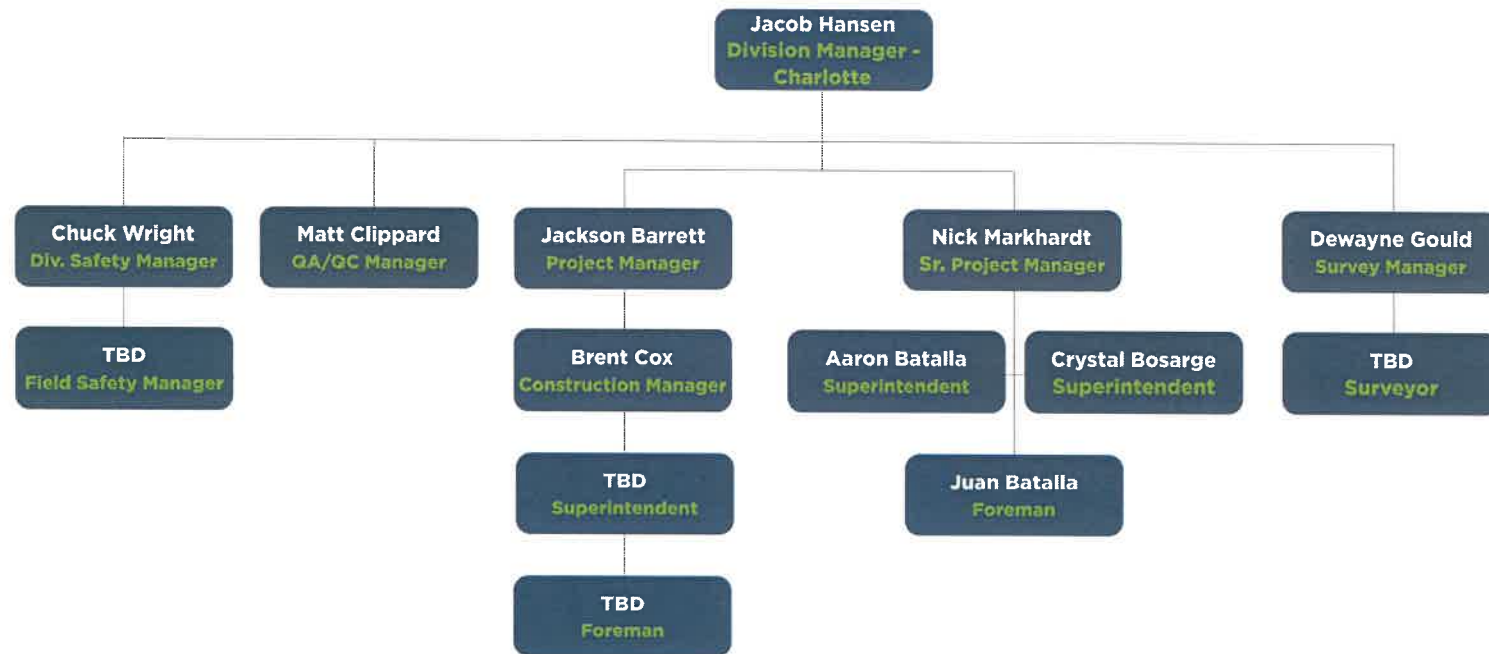 Jacob Hansen
Division Manager -
Charlotte
Chuck Wright
Div. Safety Manager
Matt Clippard
QA/QC Manager
Jackson Barrett
Project Manager
Nick Markhardt
Sr. Project Manager
Dewayne Gould
Survey Manager
TBD
Field Safety Manager
Brent Cox
Construction Manager
Aaron Batalla
Superintendent
Crystal Bosarge
Superintendent
TBD
Surveyor
TBD
Superintendent
Juan Batalla
Foreman
TBD
Foreman